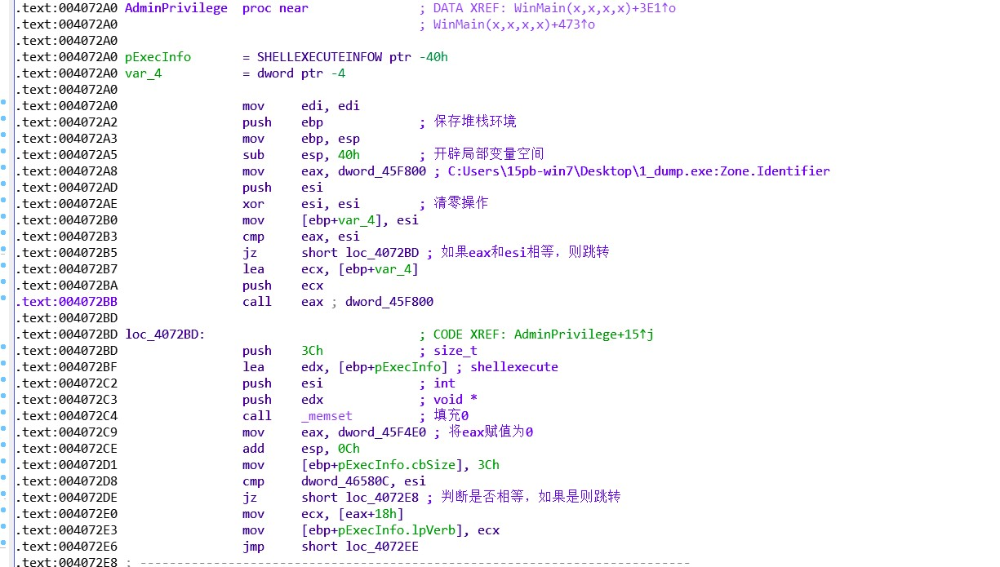 .text:004072A0 AdminPrivilege  proc near               ; DATA XREF: WinMain(x,x,x,x)+3E1↑o
.text:004072A0                                         ; WinMain(x,x,x,x)+473↑o
.text:004072A0
.text:004072A0 pExecInfo       = SHELLEXECUTEINFOW ptr -40h
.text:004072A0 var_4           = dword ptr -4
.text:004072A0
.text:004072A0                 mov     edi, edi
.text:004072A2                 push    ebp             ; 保存堆栈环境
.text:004072A3                 mov     ebp, esp
.text:004072A5                 sub     esp, 40h        ; 开辟局部变量空间
.text:004072A8                 mov     eax, dword_45F800 ; C:Users\15pb-win7\Desktop\1_dump.exe:Zone.Identifier
.text:004072AD                 push    esi
.text:004072AE                 xor     esi, esi        ; 清零操作
.text:004072B0                 mov     [ebp+var_4], esi
.text:004072B3                 cmp     eax, esi
.text:004072B5                 jz      short loc_4072BD ; 如果eax和esi相等，则跳转
.text:004072B7                 lea     ecx, [ebp+var_4]
.text:004072BA                 push    ecx
.text:004072BB                 call    eax ; dword_45F800
.text:004072BD
.text:004072BD loc_4072BD:                             ; CODE XREF: AdminPrivilege+15↑j
.text:004072BD                 push    3Ch             ; size_t
.text:004072BF                 lea     edx, [ebp+pExecInfo] ; shellexecute
.text:004072C2                 push    esi             ; int
.text:004072C3                 push    edx             ; void *
.text:004072C4                 call    _memset         ; 填充0
.text:004072C9                 mov     eax, dword_45F4E0 ; 将eax赋值为0
.text:004072CE                 add     esp, 0Ch
.text:004072D1                 mov     [ebp+pExecInfo.cbSize], 3Ch
.text:004072D8                 cmp     dword_46580C, esi
.text:004072DE                 jz      short loc_4072E8 ; 判断是否相等，如果是则跳转
.text:004072E0                 mov     ecx, [eax+18h]
.text:004072E3                 mov     [ebp+pExecInfo.lpVerb], ecx
.text:004072E6                 jmp     short loc_4072EE
.text:004072E8 ; ---------------------------------------------------------------------------